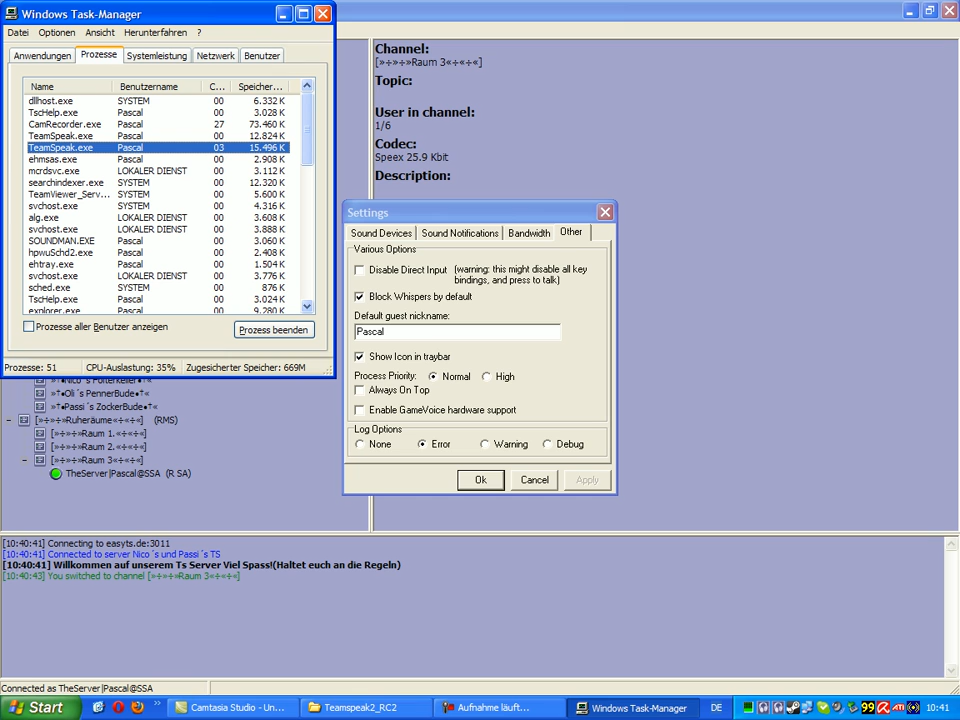 Windows Task-Manager
Datei Optionen Ansicht Herunterfahren ?
Anwendungen Prozesse Systemleistung Netzwerk Benutzer
Name Benutzername C... Speicher...
dllhost.exe SYSTEM 00 6.332 K
TscHelp.exe Pascal 00 3.028 K
CamRecorder.exe Pascal 27 73.460 K
TeamSpeak.exe Pascal 00 12.824 K
TeamSpeak.exe Pascal 03 15.496 K
ehmsas.exe Pascal 00 2.908 K
mcrdsvc.exe LOKALER DIENST 00 3.112 K
searchindexer.exe SYSTEM 00 12.320 K
TeamViewer_Serv... SYSTEM 00 5.600 K
svchost.exe SYSTEM 00 4.316 K
alg.exe LOKALER DIENST 00 3.608 K
svchost.exe LOKALER DIENST 00 3.888 K
SOUNDMAN.EXE Pascal 00 3.060 K
hpwuSchd2.exe Pascal 00 2.408 K
ehtray.exe Pascal 00 1.504 K
svchost.exe LOKALER DIENST 00 3.776 K
sched.exe SYSTEM 00 876 K
TscHelp.exe Pascal 00 3.024 K
explorer.exe Pascal 00 9.280 K
Prozesse aller Benutzer anzeigen
Prozess beenden
Prozesse: 51 CPU-Auslastung: 35% Zugesicherter Speicher: 669M
Channel:
[»÷»÷»Raum 3«÷«÷«]
Topic:
User in channel:
1/6
Codec:
Speex 25.9 Kbit
Description:
Settings
Sound Devices Sound Notifications Bandwidth Other
Various Options
Disable Direct Input (warning: this might disable all key
bindings, and press to talk)
Block Whispers by default
Default guest nickname:
Pascal
Show Icon in traybar
Process Priority: Normal High
Always On Top
Enable GameVoice hardware support
Log Options
None Error Warning Debug
Ok Cancel Apply
»†•Nico´s Polterkeller•†«
»†•Oli´s PennerBude•†«
»†•Passi´s ZockerBude•†«
[»÷»÷»Ruheräume«÷«÷«] (RMS)
[»÷»÷»Raum 1.«÷«÷«]
[»÷»÷»Raum 2.«÷«÷«]
[»÷»÷»Raum 3«÷«÷«]
TheServer|Pascal@SSA (R SA)
[10:40:41] Connecting to easyts.de:3011
[10:40:41] Connected to server Nico´s und Passi´s TS
[10:40:41] Willkommen auf unserem Ts Server Viel Spass!(Haltet euch an die Regeln)
[10:40:43] You switched to channel [»÷»÷»Raum 3«÷«÷«]
Connected as TheServer|Pascal@SSA
Start Camtasia Studio - Un... Teamspeak2_RC2 Aufnahme läuft... Windows Task-Manager DE 99 10:41